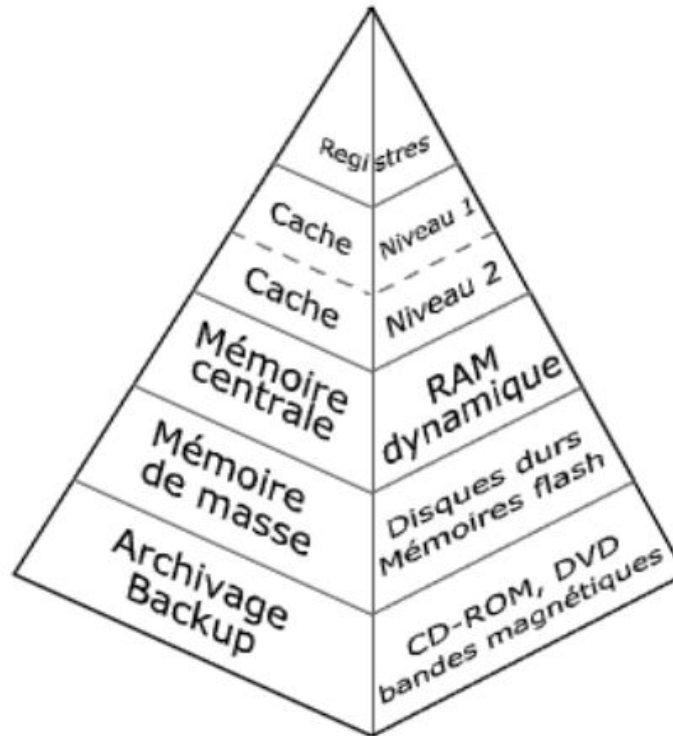 Registres
Cache
Niveau 1
Cache
Niveau 2
Mémoire
centrale
RAM
dynamique
Mémoire
de masse
Disques durs
Mémoires flash
Archivage
Backup
CD-ROM, DVD
bandes magnétiques